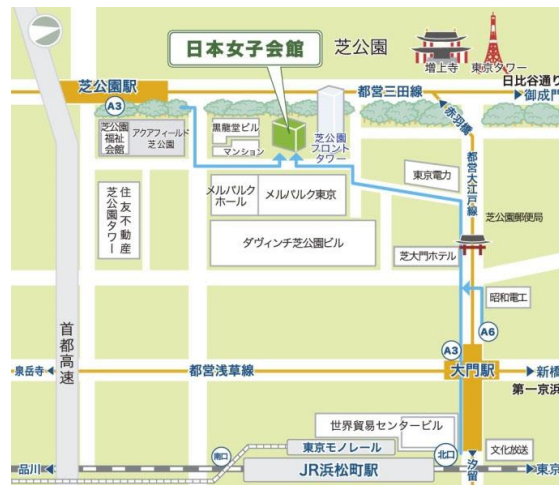 日本女子会館
芝公園
増上寺
東京タワー
日比谷通り
御成門
芝公園駅
都営三田線
A3
赤羽橋
芝公園
福祉
会館
アクアフィールド
芝公園
黒龍堂ビル
マンション
芝公園
フロント
タワー
東京電力
都営大江戸線
住友不動産
芝公園タワー
メルパルク
ホール
メルパルク東京
芝公園郵便局
ダヴィンチ芝公園ビル
芝大門ホテル
昭和電工
首都高速
A6
A3
泉岳寺
都営浅草線
大門駅
新橋
第一京浜
世界貿易センタービル
南口
東京モノレール
北口
汐留
文化放送
品川
JR浜松町駅
東京